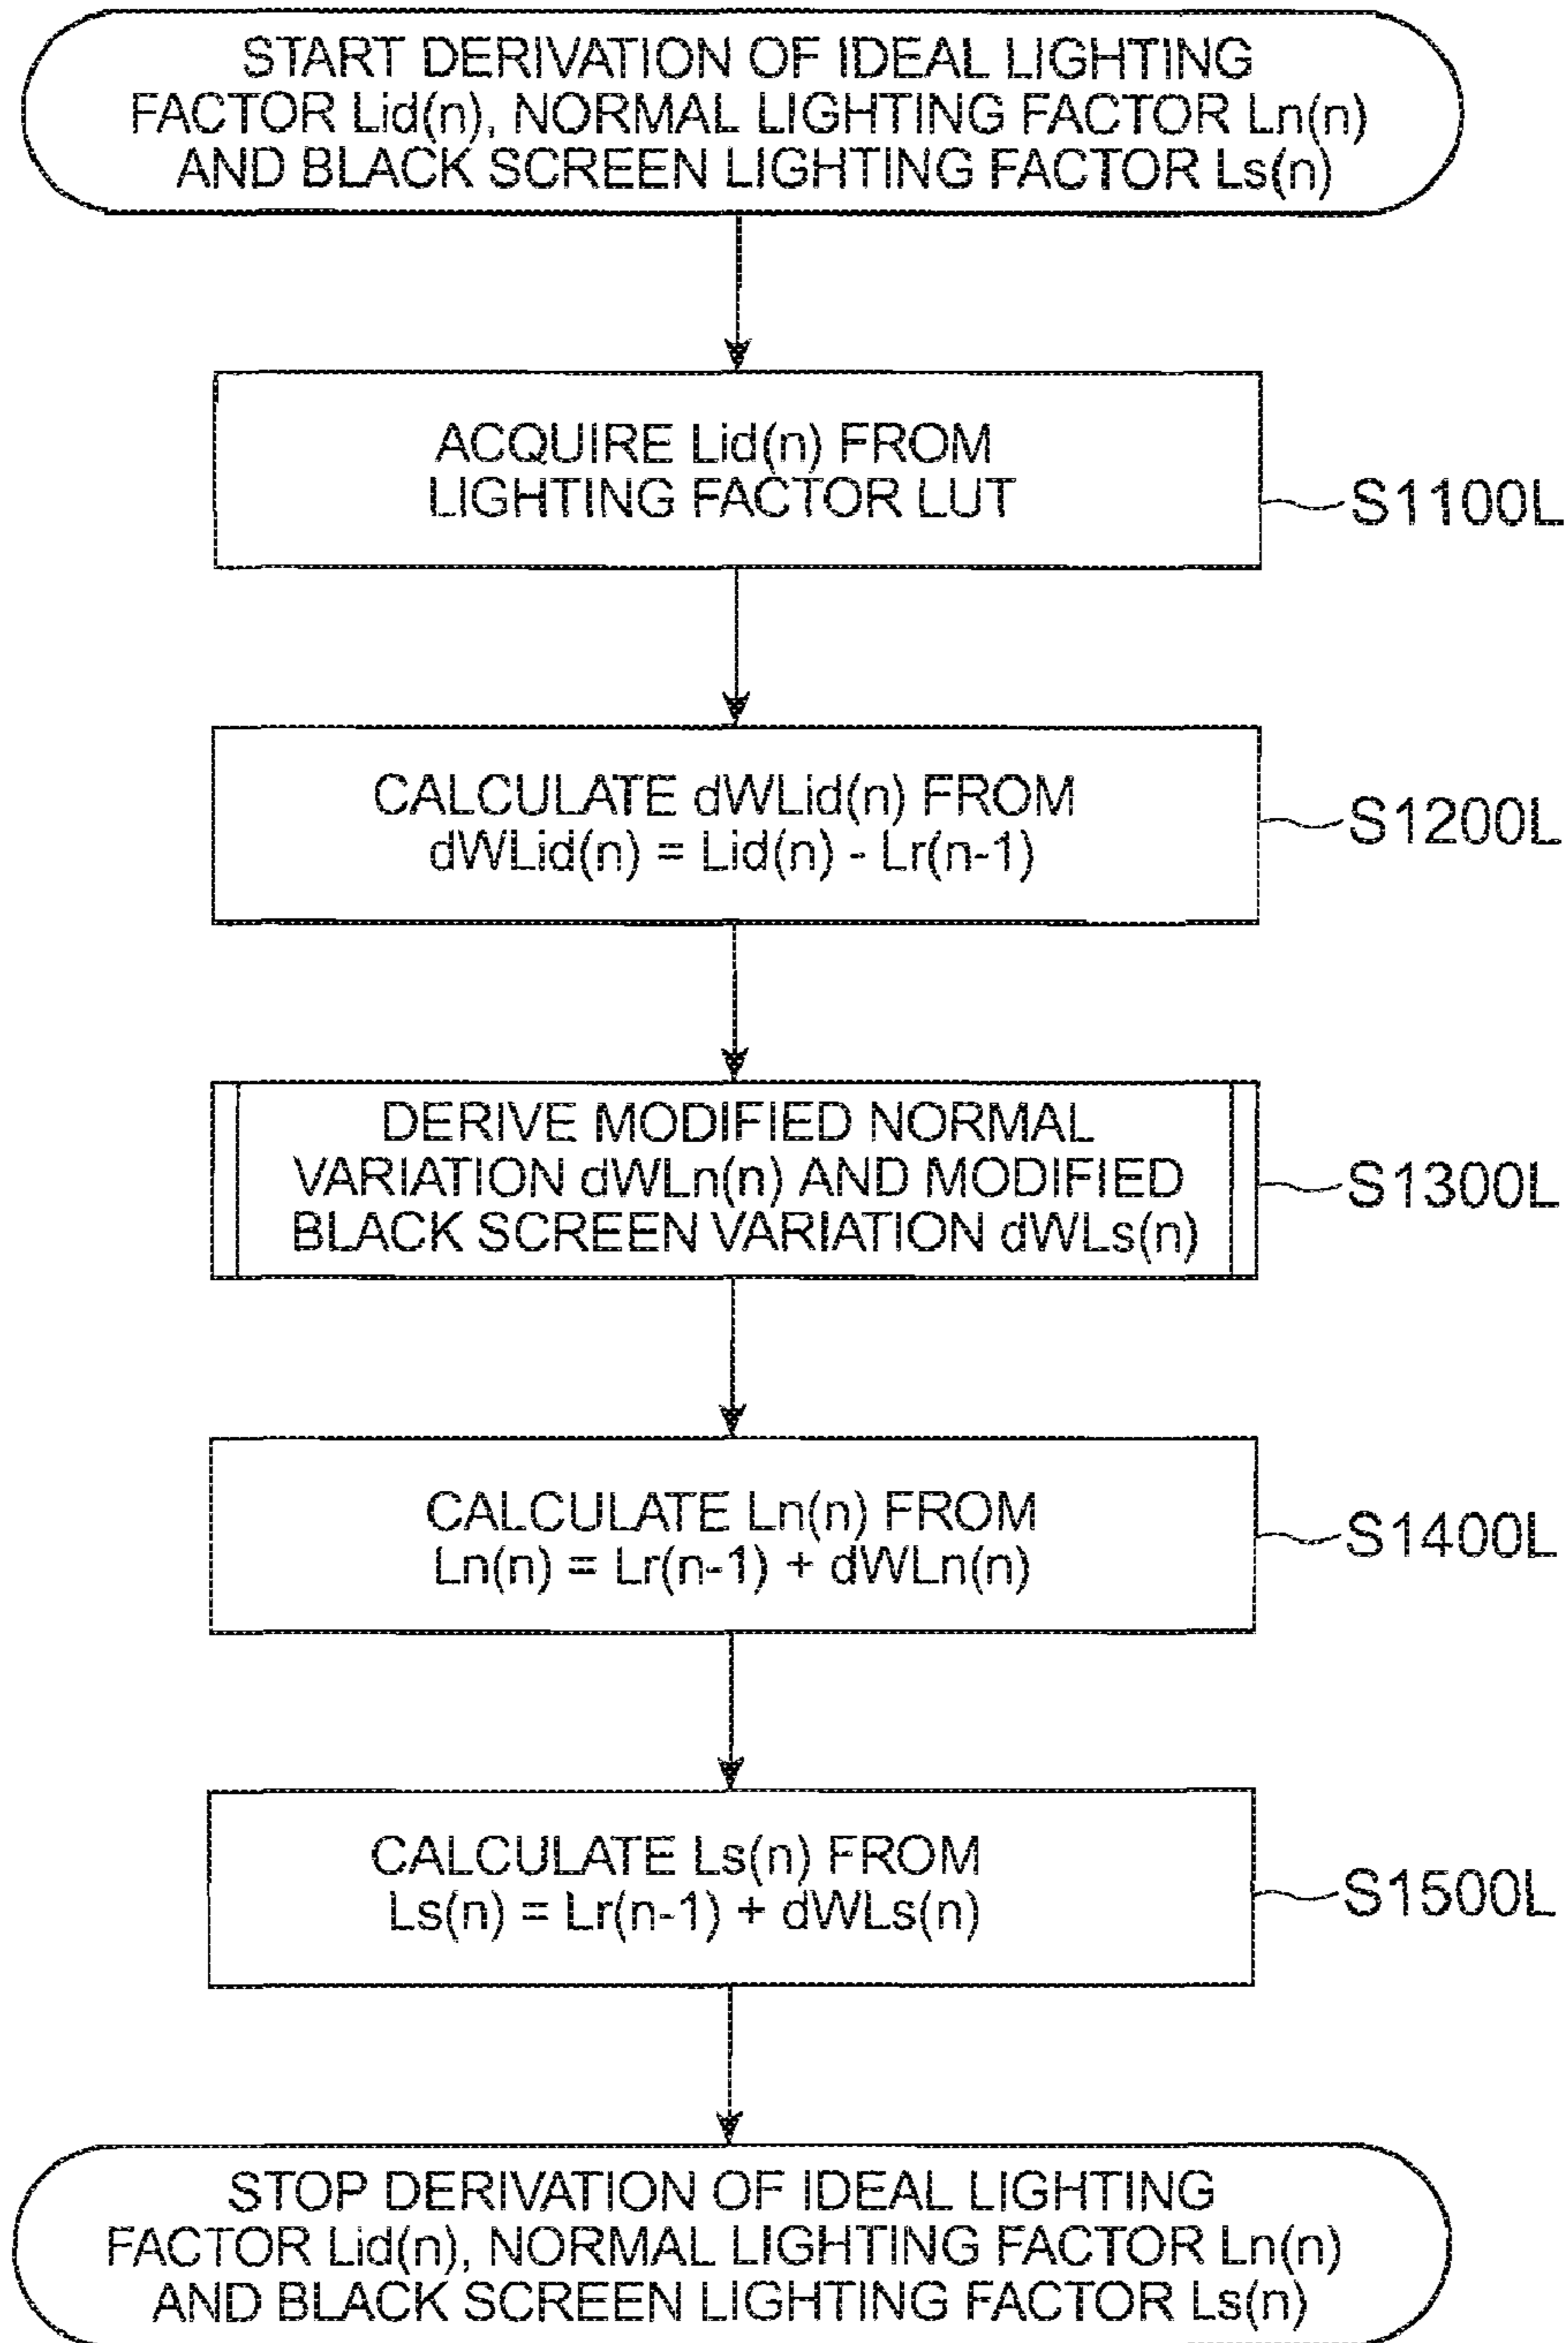 START DERIVATION OF IDEAL LIGHTING
FACTOR Lid(n), NORMAL LIGHTING FACTOR Ln(n)
AND BLACK SCREEN LIGHTING FACTOR Ls(n)
ACQUIRE Lid(n) FROM
LIGHTING FACTOR LUT
S1100L
CALCULATE dWLid(n) FROM
dWLid(n) = Lid(n) - Lr(n-1)
S1200L
DERIVE MODIFIED NORMAL
VARIATION dWLn(n) AND MODIFIED
BLACK SCREEN VARIATION dWLs(n)
S1300L
CALCULATE Ln(n) FROM
Ln(n) = Lr(n-1) + dWLn(n)
S1400L
CALCULATE Ls(n) FROM
Ls(n) = Lr(n-1) + dWLs(n)
S1500L
STOP DERIVATION OF IDEAL LIGHTING
FACTOR Lid(n), NORMAL LIGHTING FACTOR Ln(n)
AND BLACK SCREEN LIGHTING FACTOR Ls(n)